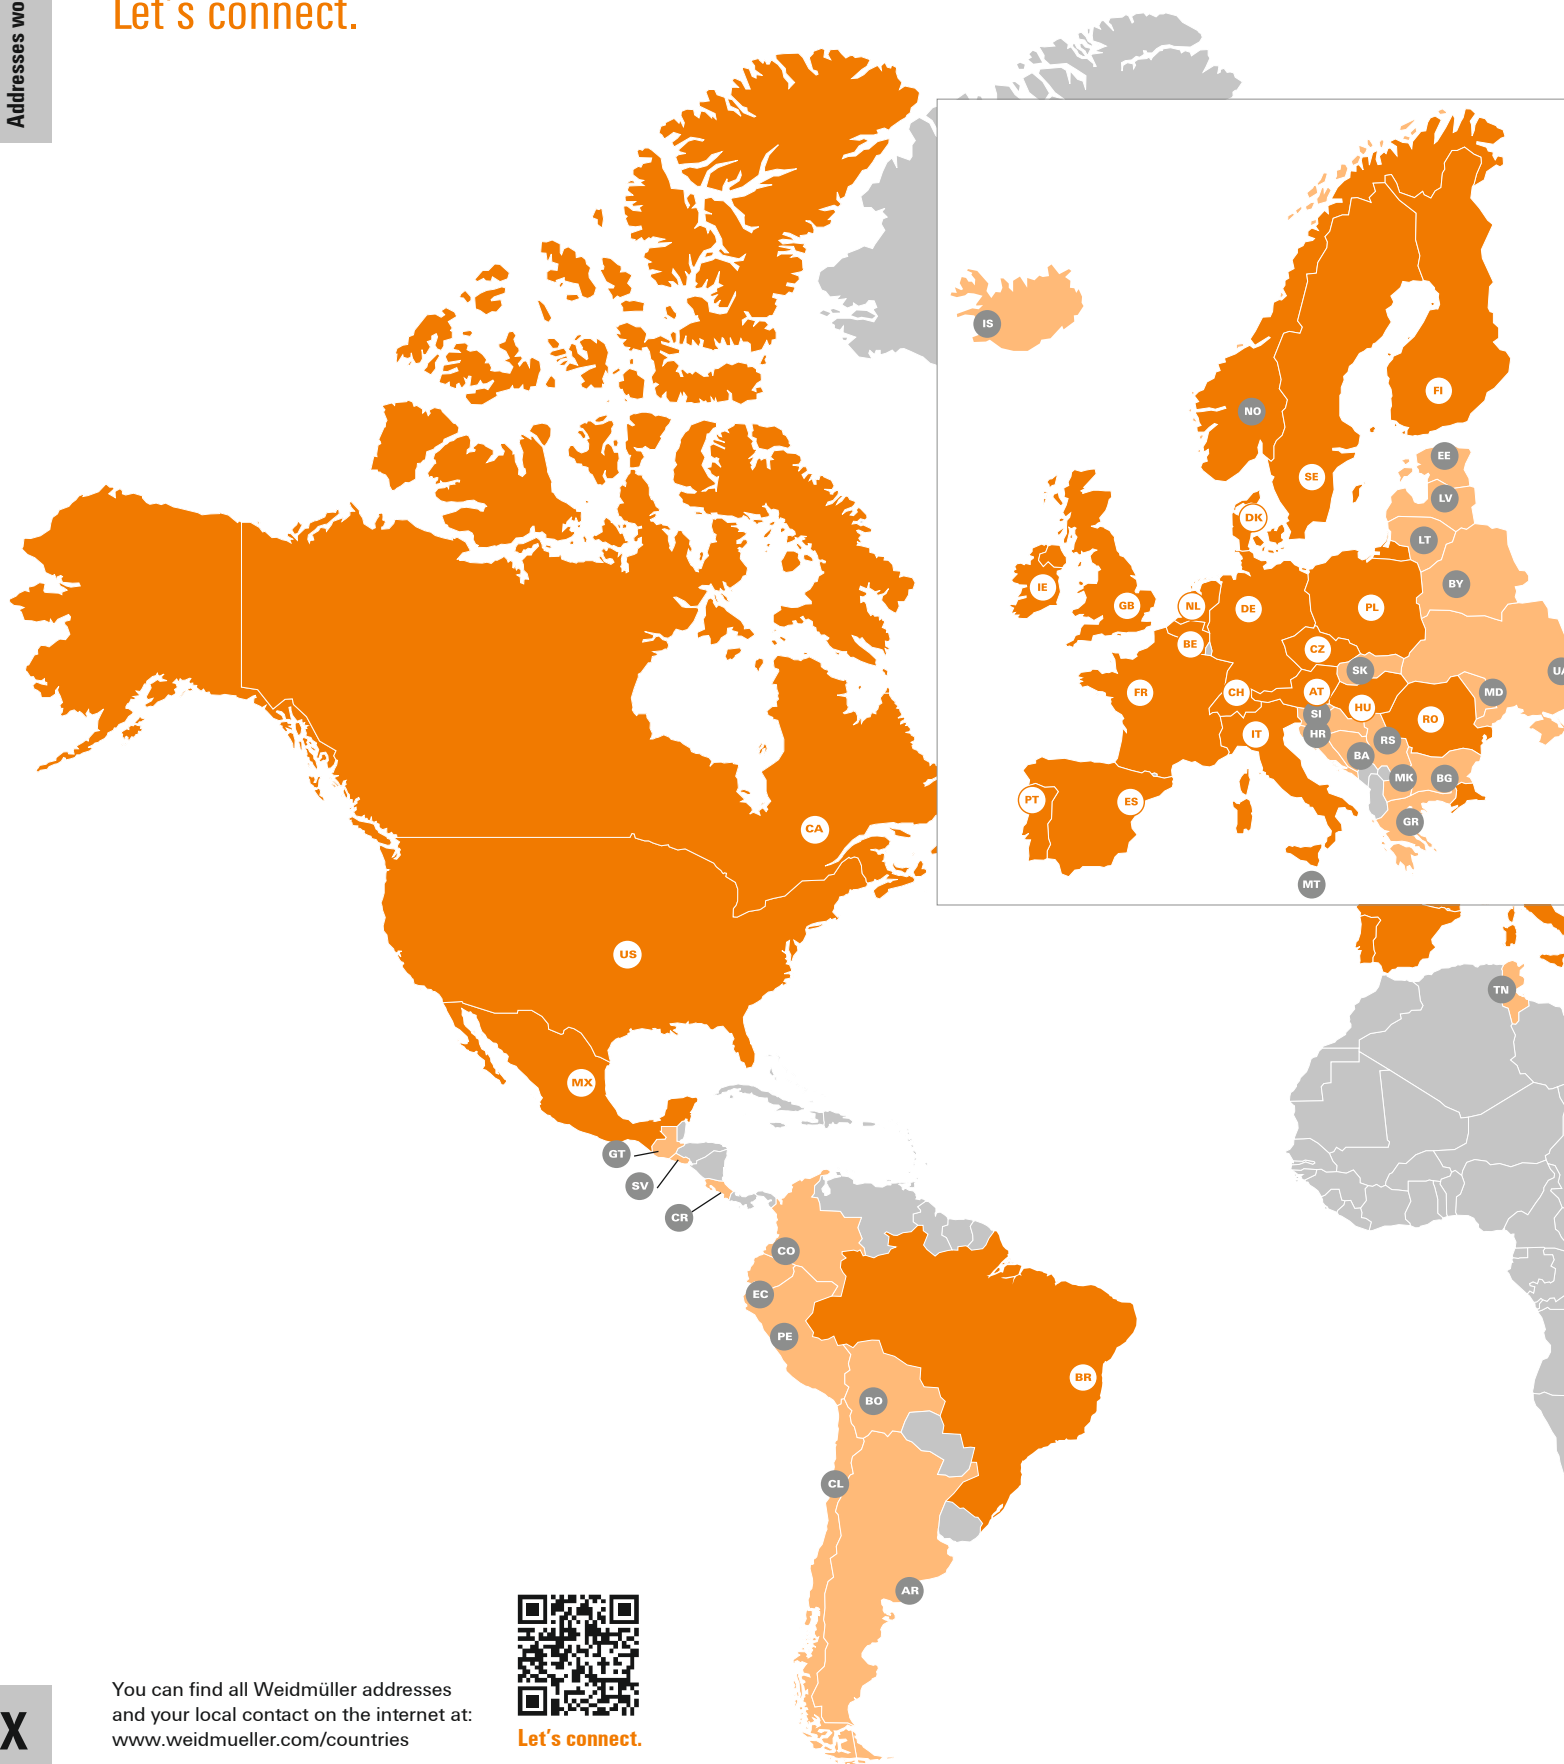 Let's connect.
Addresses wo
IS
NO
FI
SE
EE
LV
DK
LT
BY
IE
GB
NL
DE
PL
BE
CZ
SK
UA
FR
CH
AT
MD
SI
HU
RO
HR
IT
RS
BA
MK
BG
PT
ES
GR
MT
CA
US
TN
MX
GT
SV
CR
CO
EC
PE
BR
BO
CL
AR
You can find all Weidmüller addresses
and your local contact on the internet at:
www.weidmueller.com/countries
Let's connect.
X